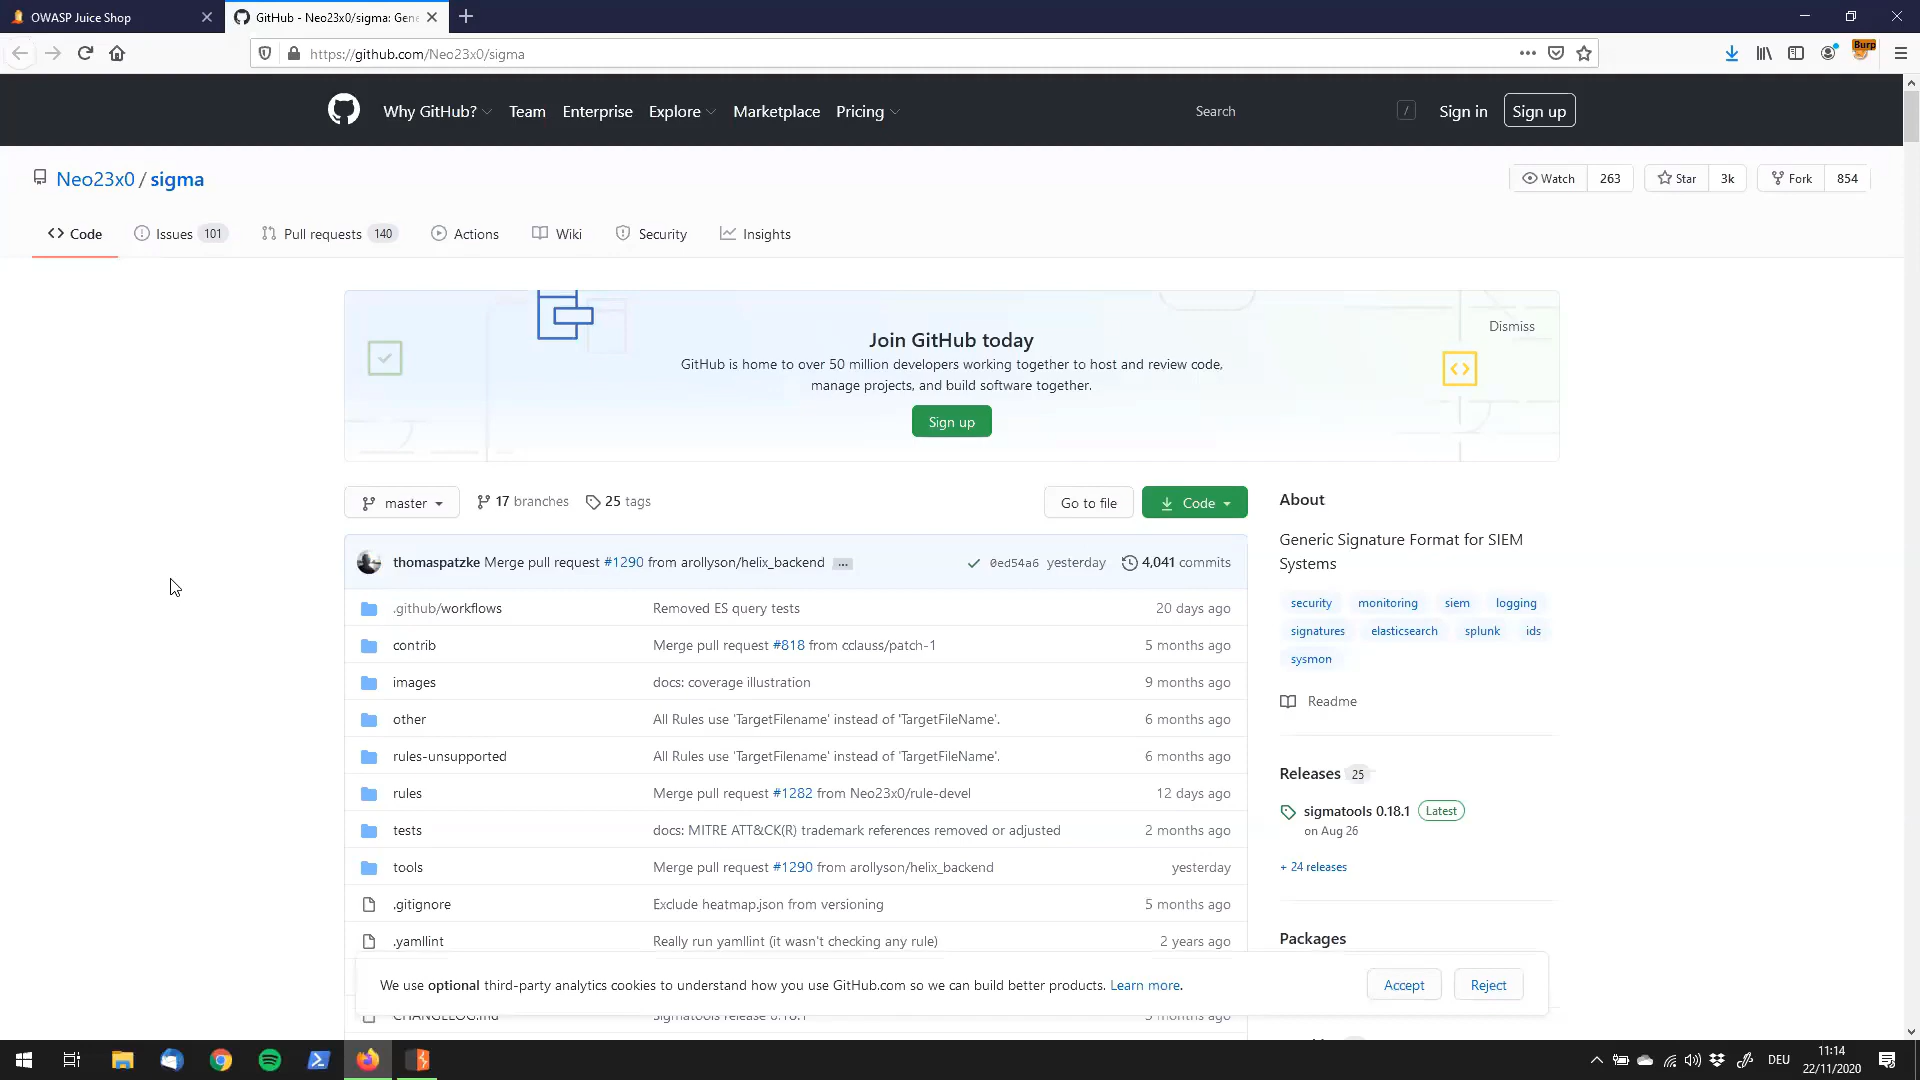 OWASP Juice Shop
GitHub - Neo23x0/sigma: Gene
https://github.com/Neo23x0/sigma
Burp
Why GitHub? Team Enterprise Explore Marketplace Pricing
Search /
Sign in Sign up
Neo23x0 / sigma
Watch 263 Star 3k Fork 854
Code Issues 101 Pull requests 140 Actions Wiki Security Insights
Dismiss
Join GitHub today
GitHub is home to over 50 million developers working together to host and review code,
manage projects, and build software together.
Sign up
master 17 branches 25 tags Go to file Code
thomaspatzke Merge pull request #1290 from arollyson/helix_backend ... 0ed54a6 yesterday 4,041 commits
.github/workflows Removed ES query tests 20 days ago
contrib Merge pull request #818 from cclauss/patch-1 5 months ago
images docs: coverage illustration 9 months ago
other All Rules use 'TargetFilename' instead of 'TargetFileName'. 6 months ago
rules-unsupported All Rules use 'TargetFilename' instead of 'TargetFileName'. 6 months ago
rules Merge pull request #1282 from Neo23x0/rule-devel 12 days ago
tests docs: MITRE ATT&CK(R) trademark references removed or adjusted 2 months ago
tools Merge pull request #1290 from arollyson/helix_backend yesterday
.gitignore Exclude heatmap.json from versioning 5 months ago
.yamllint Really run yamllint (it wasn't checking any rule) 2 years ago
CHANGELOG.md Sigmatools release 0.18.1 3 months ago
About
Generic Signature Format for SIEM
Systems
security monitoring siem logging
signatures elasticsearch splunk ids
sysmon
Readme
Releases 25
sigmatools 0.18.1 Latest
on Aug 26
+ 24 releases
Packages
We use optional third-party analytics cookies to understand how you use GitHub.com so we can build better products. Learn more.
Accept Reject
DEU
11:14
22/11/2020